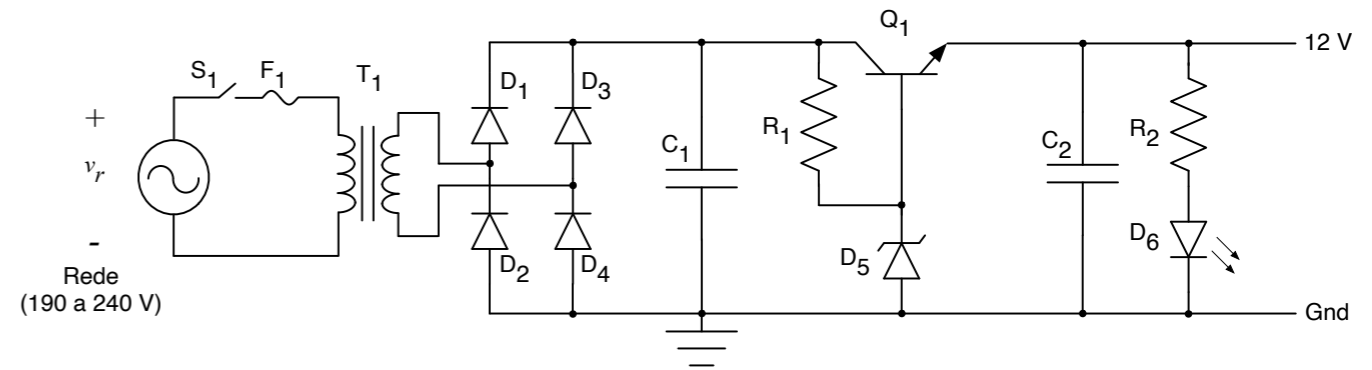 Q1
12 V
S1
F1
T1
D1
D3
+
vr
-
Rede
(190 a 240 V)
C1
R1
C2
R2
D2
D4
D5
D6
Gnd